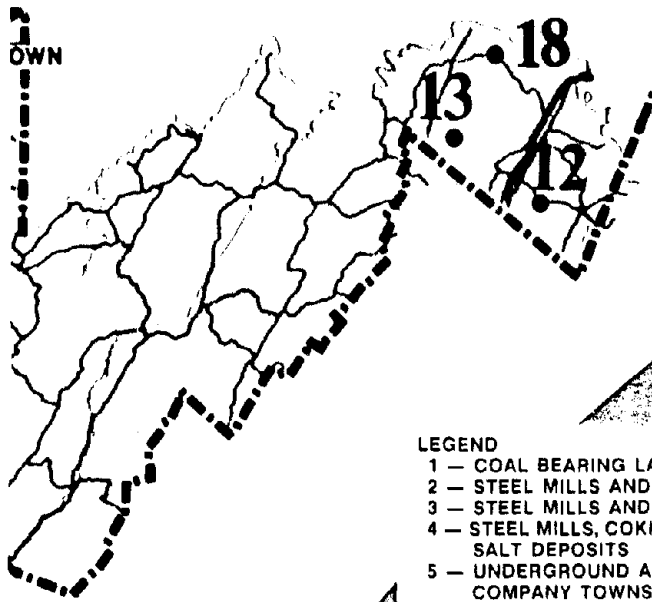 OWN
18
13
12
LEGEND
1 — COAL BEARING LA
2 — STEEL MILLS AND
3 — STEEL MILLS AND
4 — STEEL MILLS, COKI
SALT DEPOSITS
5 — UNDERGROUND A
COMPANY TOWNS